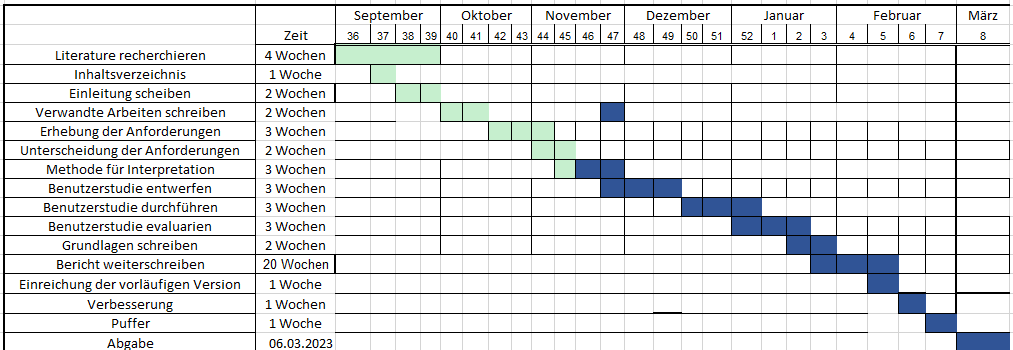 September Oktober November Dezember Januar Februar März
Zeit 36 37 38 39 40 41 42 43 44 45 46 47 48 49 50 51 52 1 2 3 4 5 6 7 8
Literature recherchieren 4 Wochen
Inhaltsverzeichnis 1 Woche
Einleitung scheiben 2 Wochen
Verwandte Arbeiten schreiben 2 Wochen
Erhebung der Anforderungen 3 Wochen
Unterscheidung der Anforderungen 2 Wochen
Methode für Interpretation 3 Wochen
Benutzerstudie entwerfen 3 Wochen
Benutzerstudie durchführen 3 Wochen
Benutzerstudie evaluarien 3 Wochen
Grundlagen schreiben 2 Wochen
Bericht weiterschreiben 20 Wochen
Einreichung der vorläufigen Version 1 Woche
Verbesserung 1 Wochen
Puffer 1 Woche
Abgabe 06.03.2023